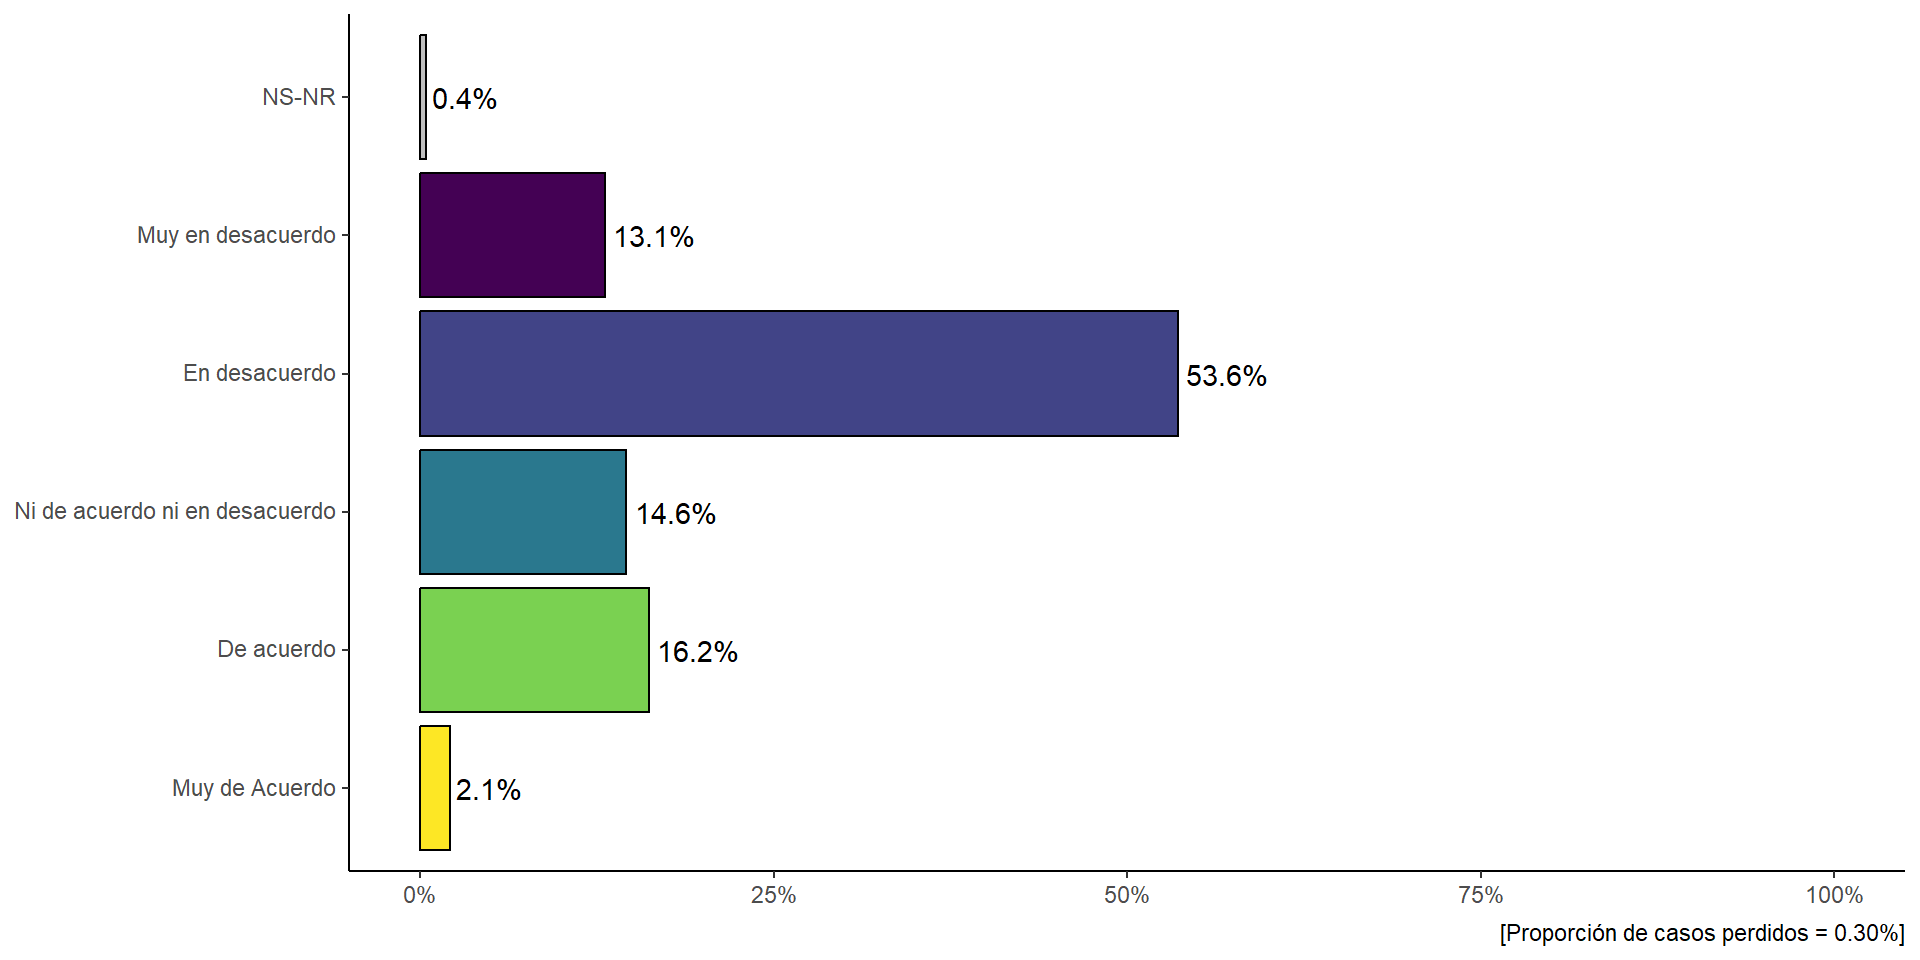 NS-NR
0.4%
Muy en desacuerdo
13.1%
En desacuerdo
53.6%
Ni de acuerdo ni en desacuerdo
14.6%
De acuerdo
16.2%
Muy de Acuerdo
2.1%
0% 25% 50% 75% 100%
[Proporción de casos perdidos = 0.30%]